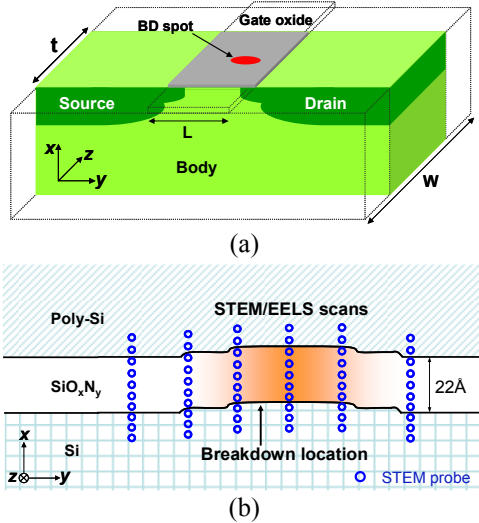 Gate oxide
BD spot
t
Source
Drain
L
x
z
y
Body
W
(a)
Poly-Si
STEM/EELS scans
SiOxNy
22Å
x
Si
Breakdown location
z
y
STEM probe
(b)